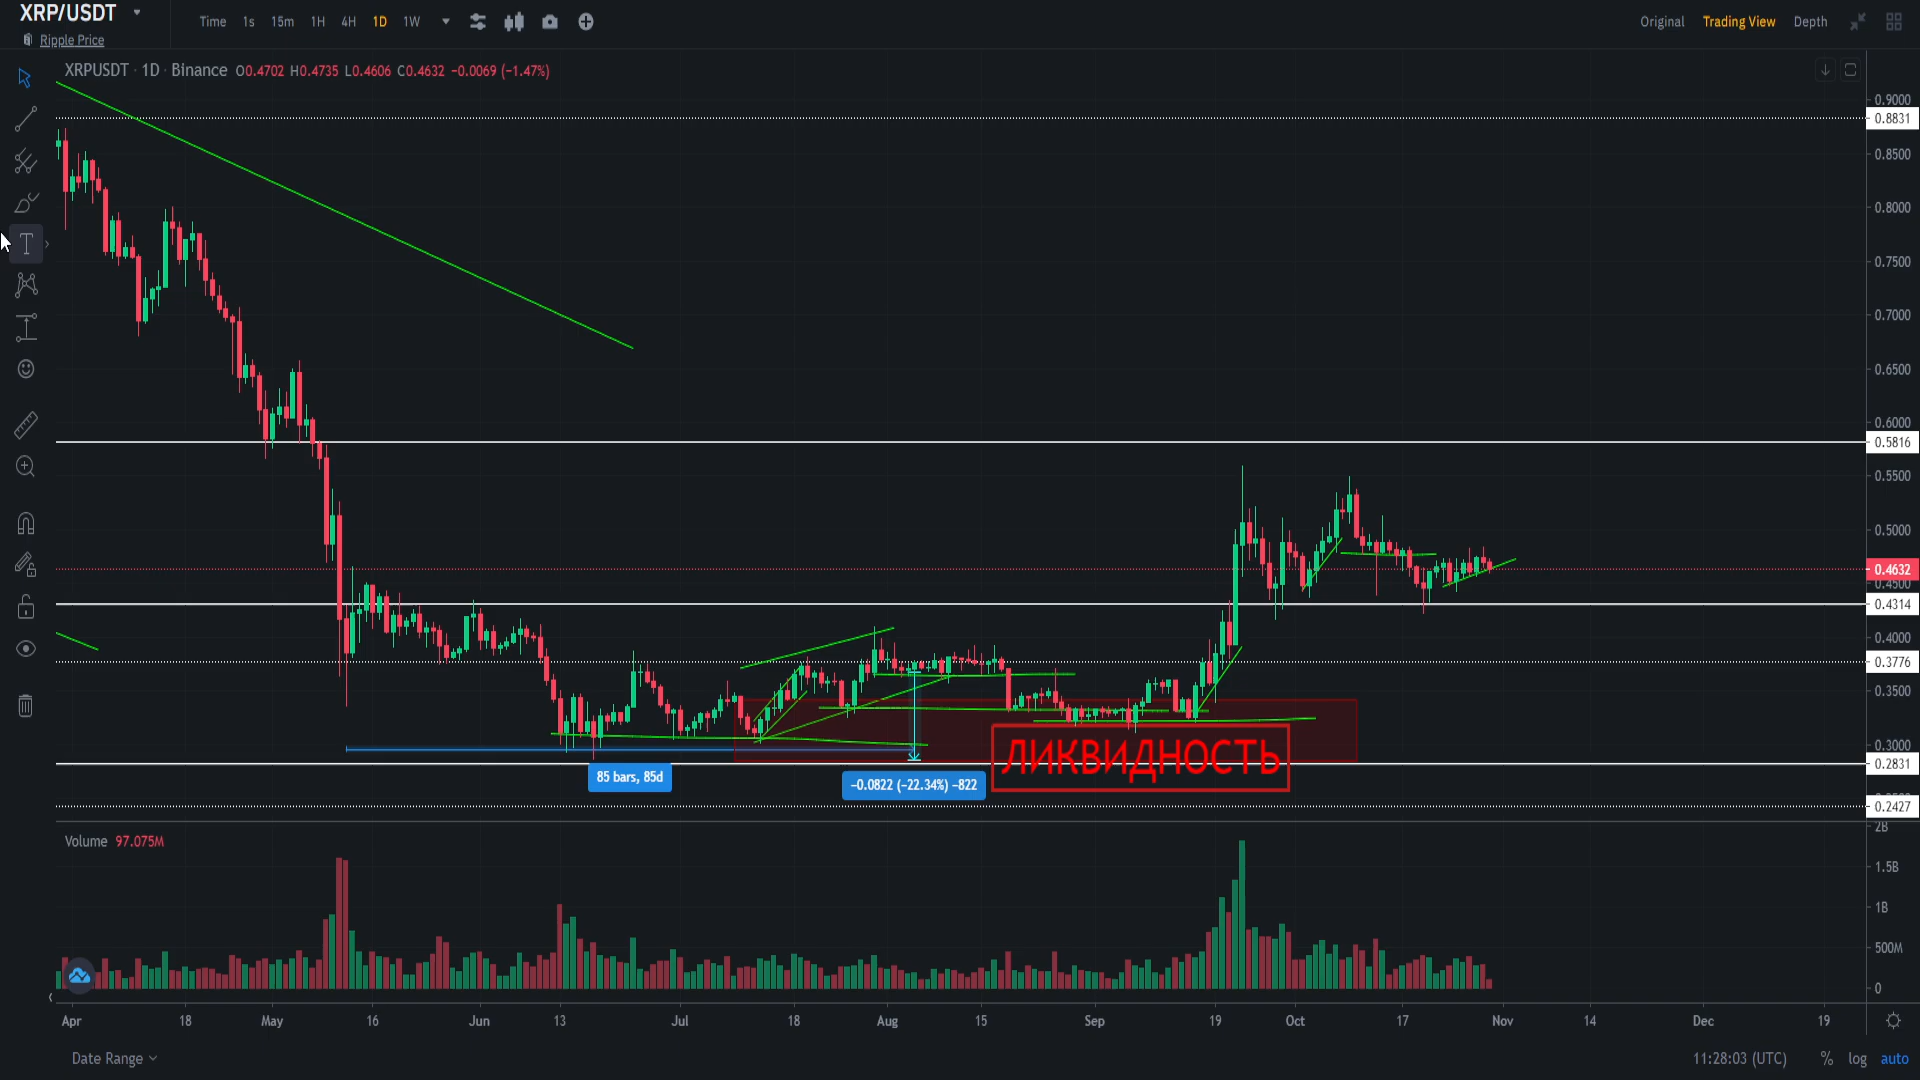 XRP/USDT
Ripple Price
Time 1s 15m 1H 4H 1D 1W
Original Trading View Depth
XRPUSDT · 1D · Binance O0.4702 H0.4735 L0.4606 C0.4632 −0.0069 (−1.47%)
0.9000
0.8831
0.8500
0.8000
0.7500
0.7000
0.6500
0.6000
0.5816
0.5500
0.5000
0.4632
0.4500
0.4314
0.4000
0.3776
0.3500
0.3000
0.2831
0.2427
ЛИКВИДНОСТЬ
85 bars, 85d
−0.0822 (−22.34%) −822
Volume 97.075M
2B
1.5B
1B
500M
0
Apr 18 May 16 Jun 13 Jul 18 Aug 15 Sep 19 Oct 17 Nov 14 Dec 19
Date Range
11:28:03 (UTC) % log auto